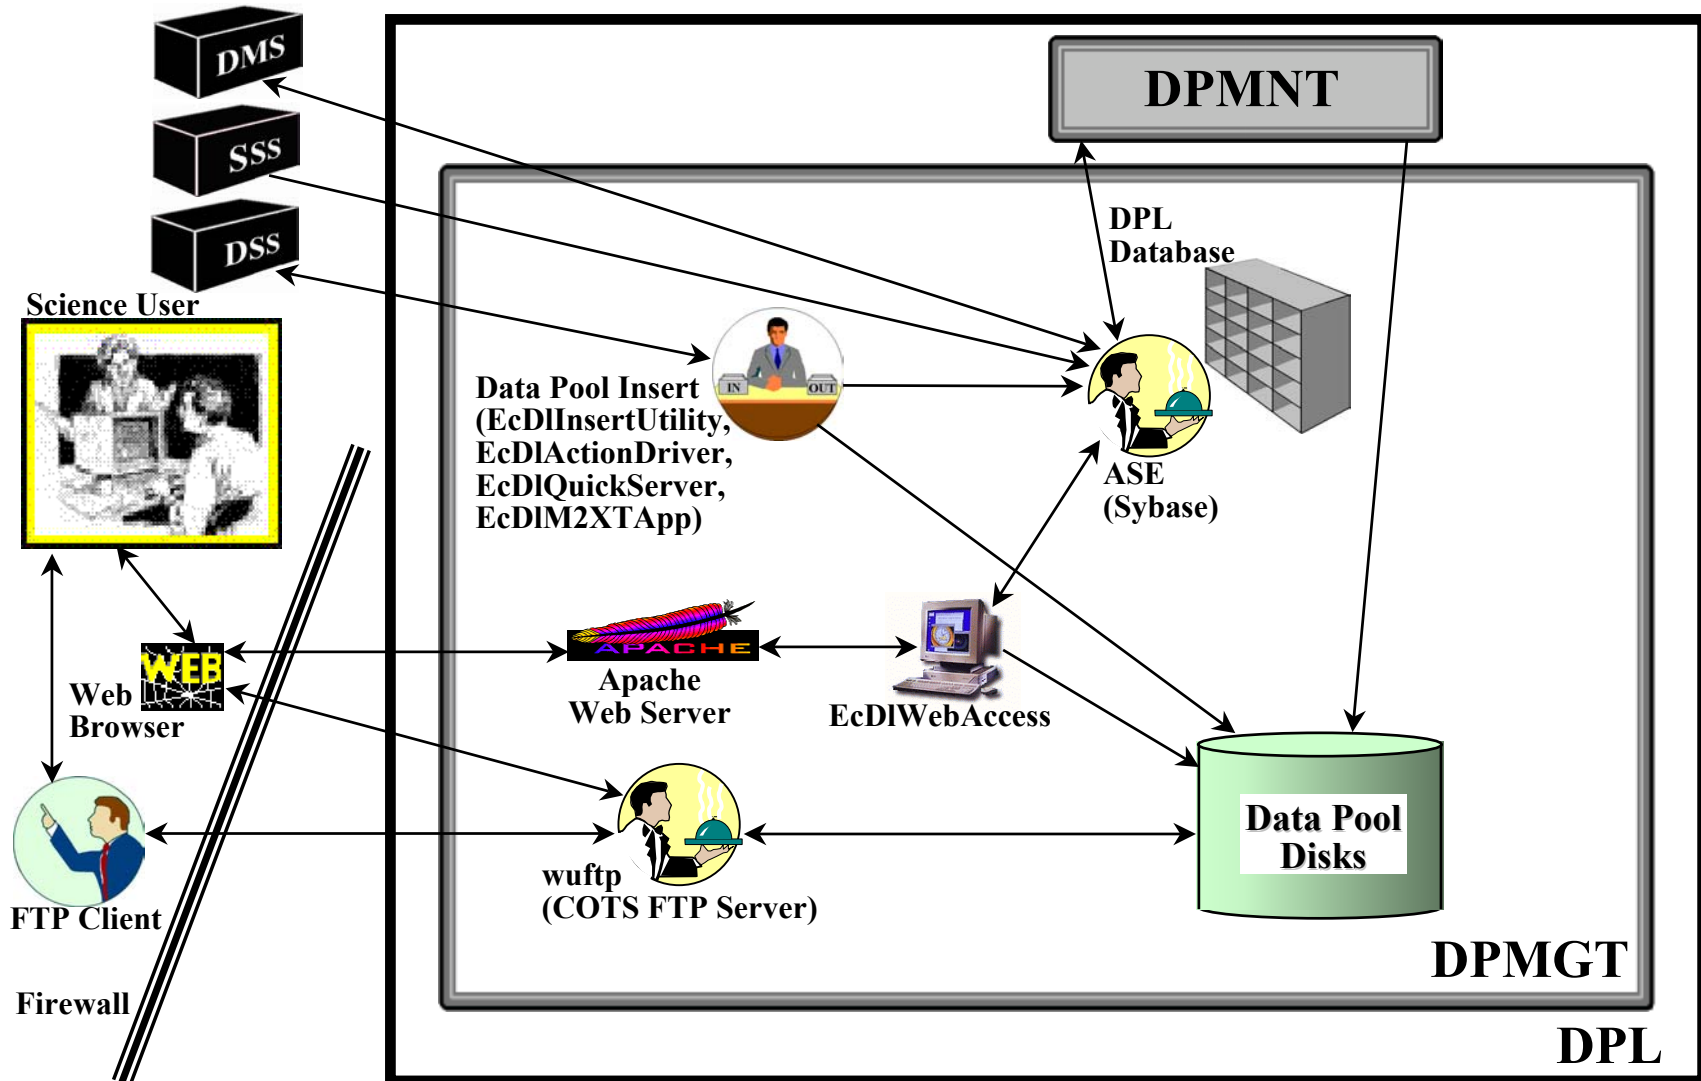 DMS
SSS
DSS
Science User
DPMNT
DPL
Database
IN
OUT
Data Pool Insert
(EcDlInsertUtility,
EcDlActionDriver,
EcDlQuickServer,
EcDlM2XTApp)
ASE
(Sybase)
WEB
Web
Browser
APACHE
Apache
Web Server
EcDlWebAccess
FTP Client
wuftp
(COTS FTP Server)
Data Pool
Disks
Firewall
DPMGT
DPL